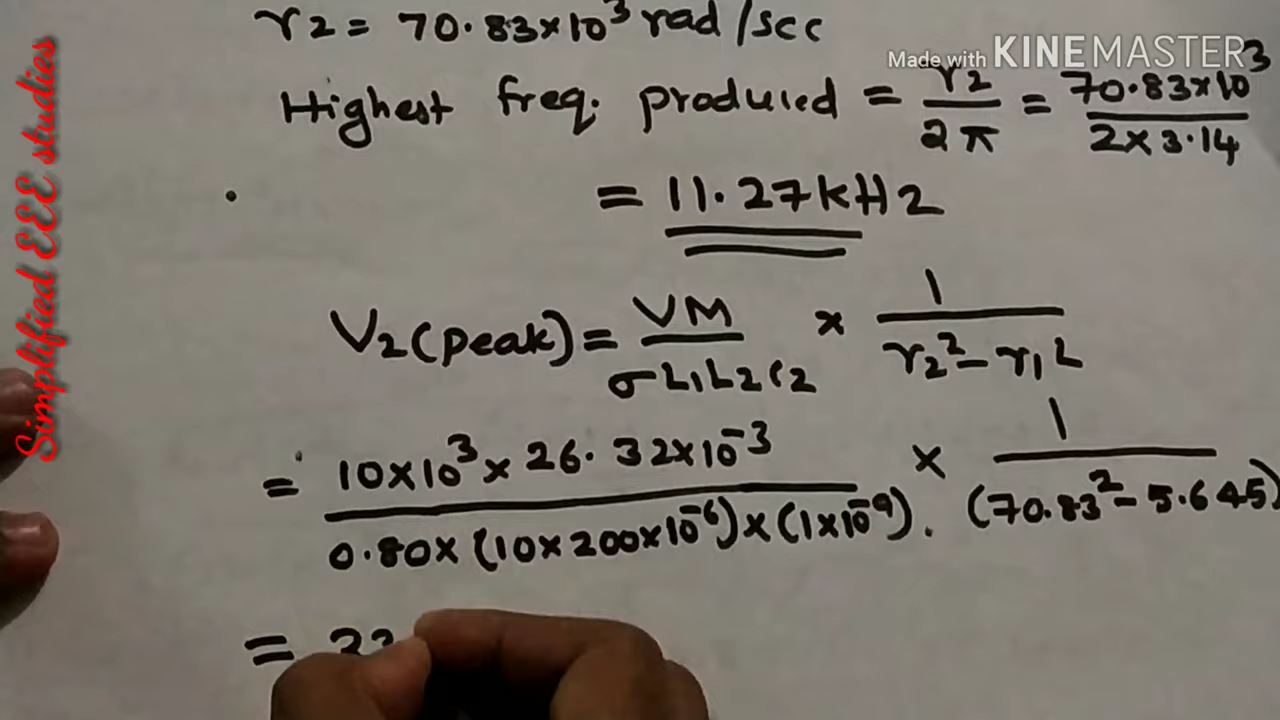 r2 = 70.83×10³ rad/sec
Made with KINEMASTER
Highest freq. produced = r2/2π = 70.83×10³/2×3.14
= 11.27kHz
V2(peak) = VM/σL1L2C2 × 1/r2²-r1²
= 10×10³×26.32×10⁻³/0.80×(10×200×10⁻⁶)×(1×10⁻⁹). × 1/(70.83²-5.645)
=
Simplified EEE studies